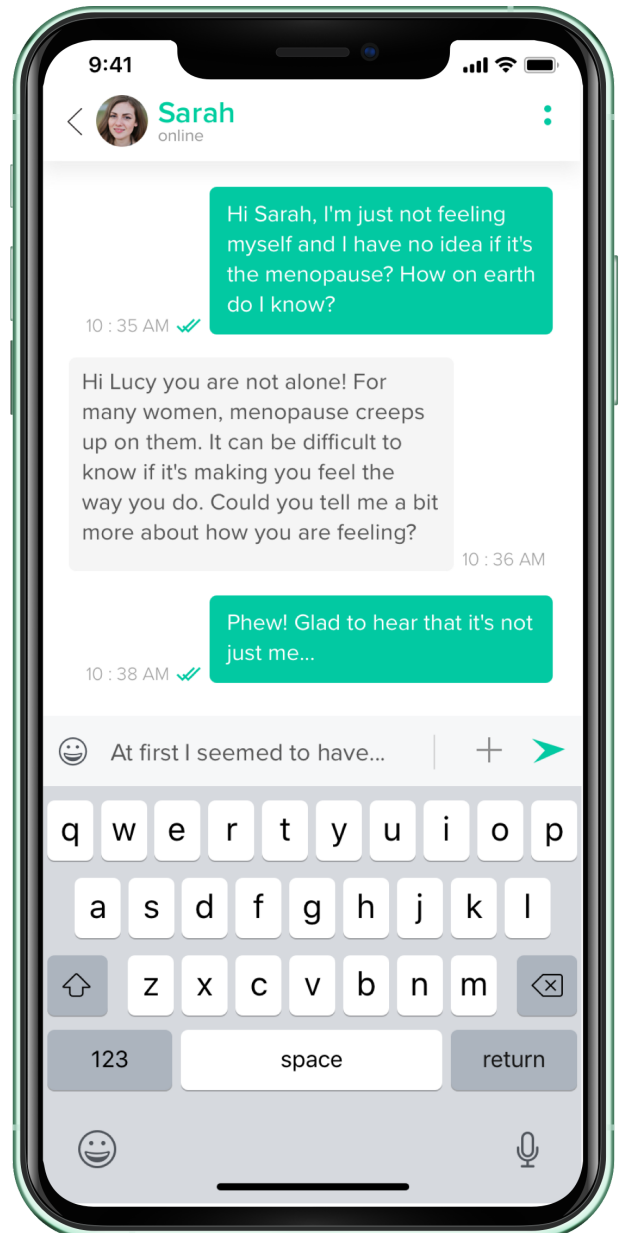 9:41
Sarah
online
Hi Sarah, I'm just not feeling
myself and I have no idea if it's
the menopause? How on earth
do I know?
10 : 35 AM
Hi Lucy you are not alone! For
many women, menopause creeps
up on them. It can be difficult to
know if it's making you feel the
way you do. Could you tell me a bit
more about how you are feeling?
10 : 36 AM
Phew! Glad to hear that it's not
just me...
10 : 38 AM
At first I seemed to have...
q w e r t y u i o p
a s d f g h j k l
z x c v b n m
123 space return